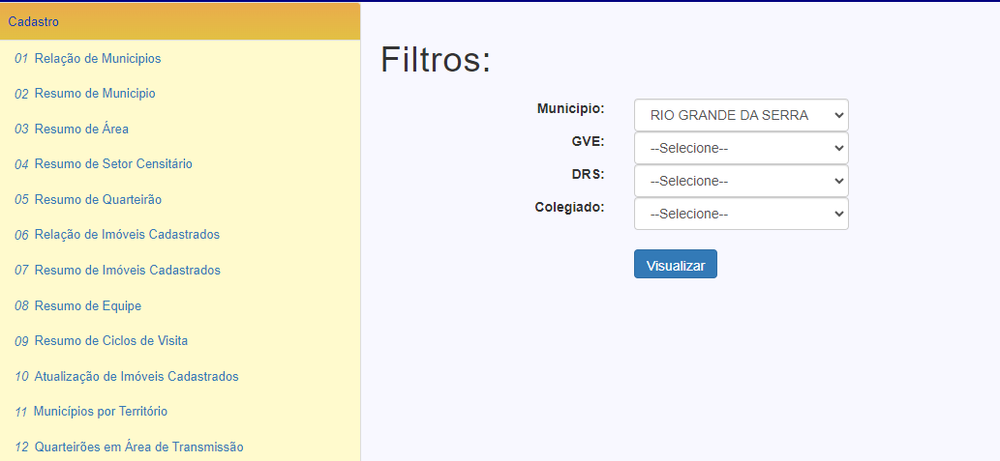 Cadastro
01 Relação de Municipios
02 Resumo de Municipio
03 Resumo de Área
04 Resumo de Setor Censitário
05 Resumo de Quarteirão
06 Relação de Imóveis Cadastrados
07 Resumo de Imóveis Cadastrados
08 Resumo de Equipe
09 Resumo de Ciclos de Visita
10 Atualização de Imóveis Cadastrados
11 Municípios por Território
12 Quarteirões em Área de Transmissão
Filtros:
Municipio: RIO GRANDE DA SERRA
GVE: --Selecione--
DRS: --Selecione--
Colegiado: --Selecione--
Visualizar